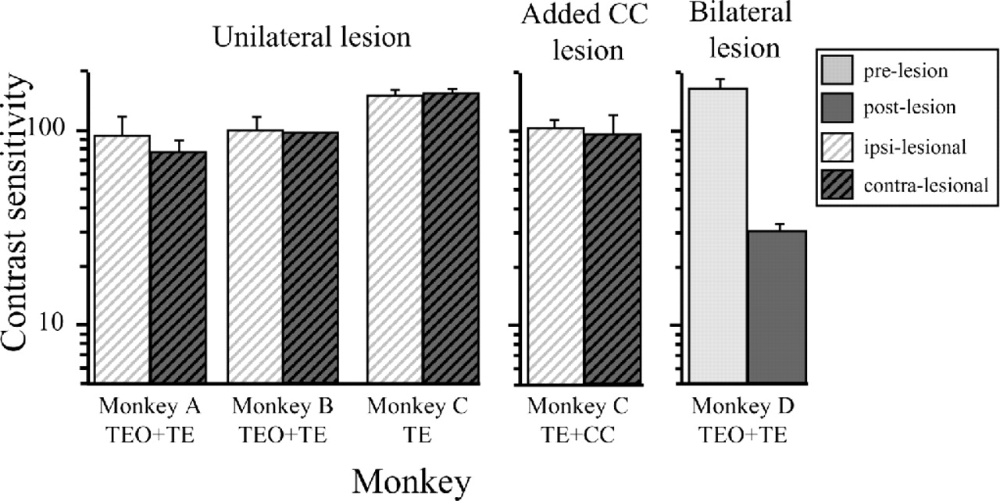 Unilateral lesion
Added CC
lesion
Bilateral
lesion
pre-lesion
post-lesion
ipsi-lesional
contra-lesional
Contrast sensitivity
100
10
Monkey A
TEO+TE
Monkey B
TEO+TE
Monkey C
TE
Monkey C
TE+CC
Monkey D
TEO+TE
Monkey